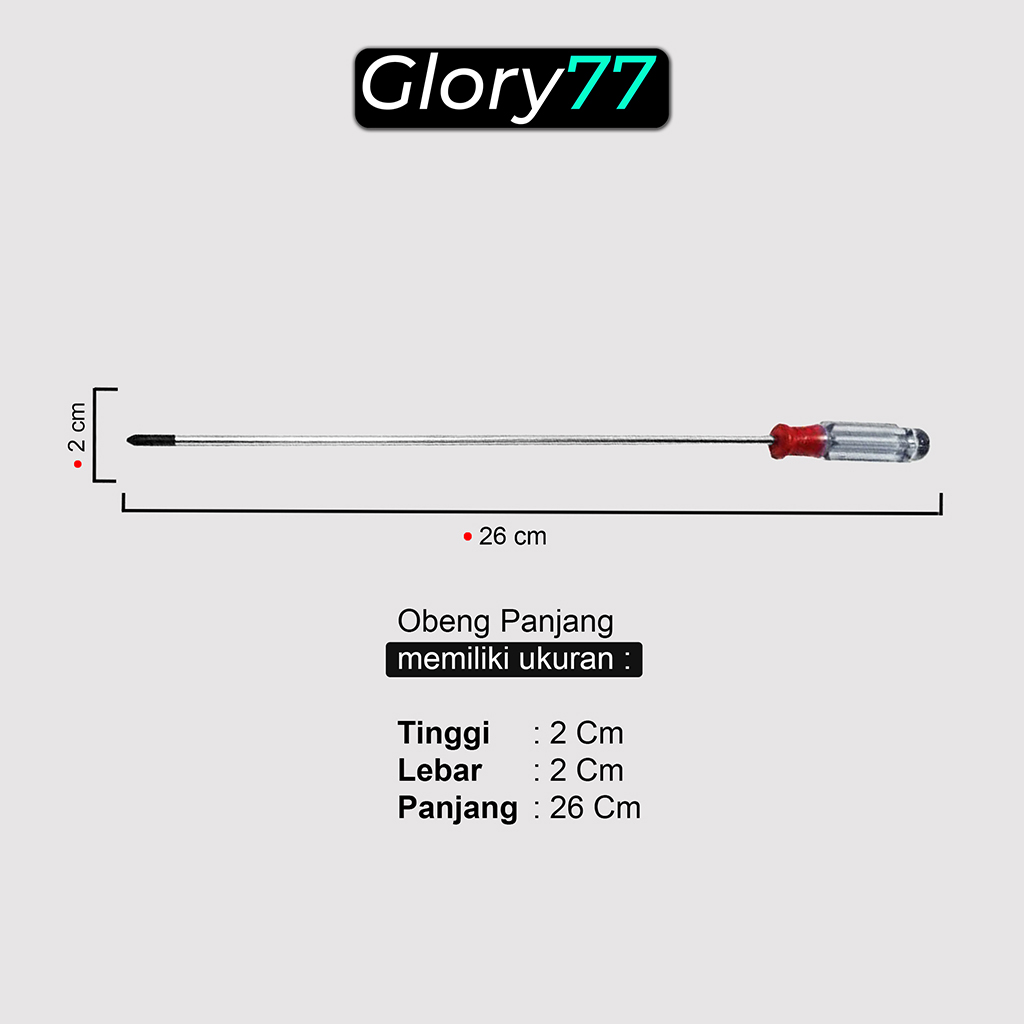 Glory77
• 2 cm
• 26 cm
Obeng Panjang
memiliki ukuran :
Tinggi : 2 Cm
Lebar : 2 Cm
Panjang : 26 Cm